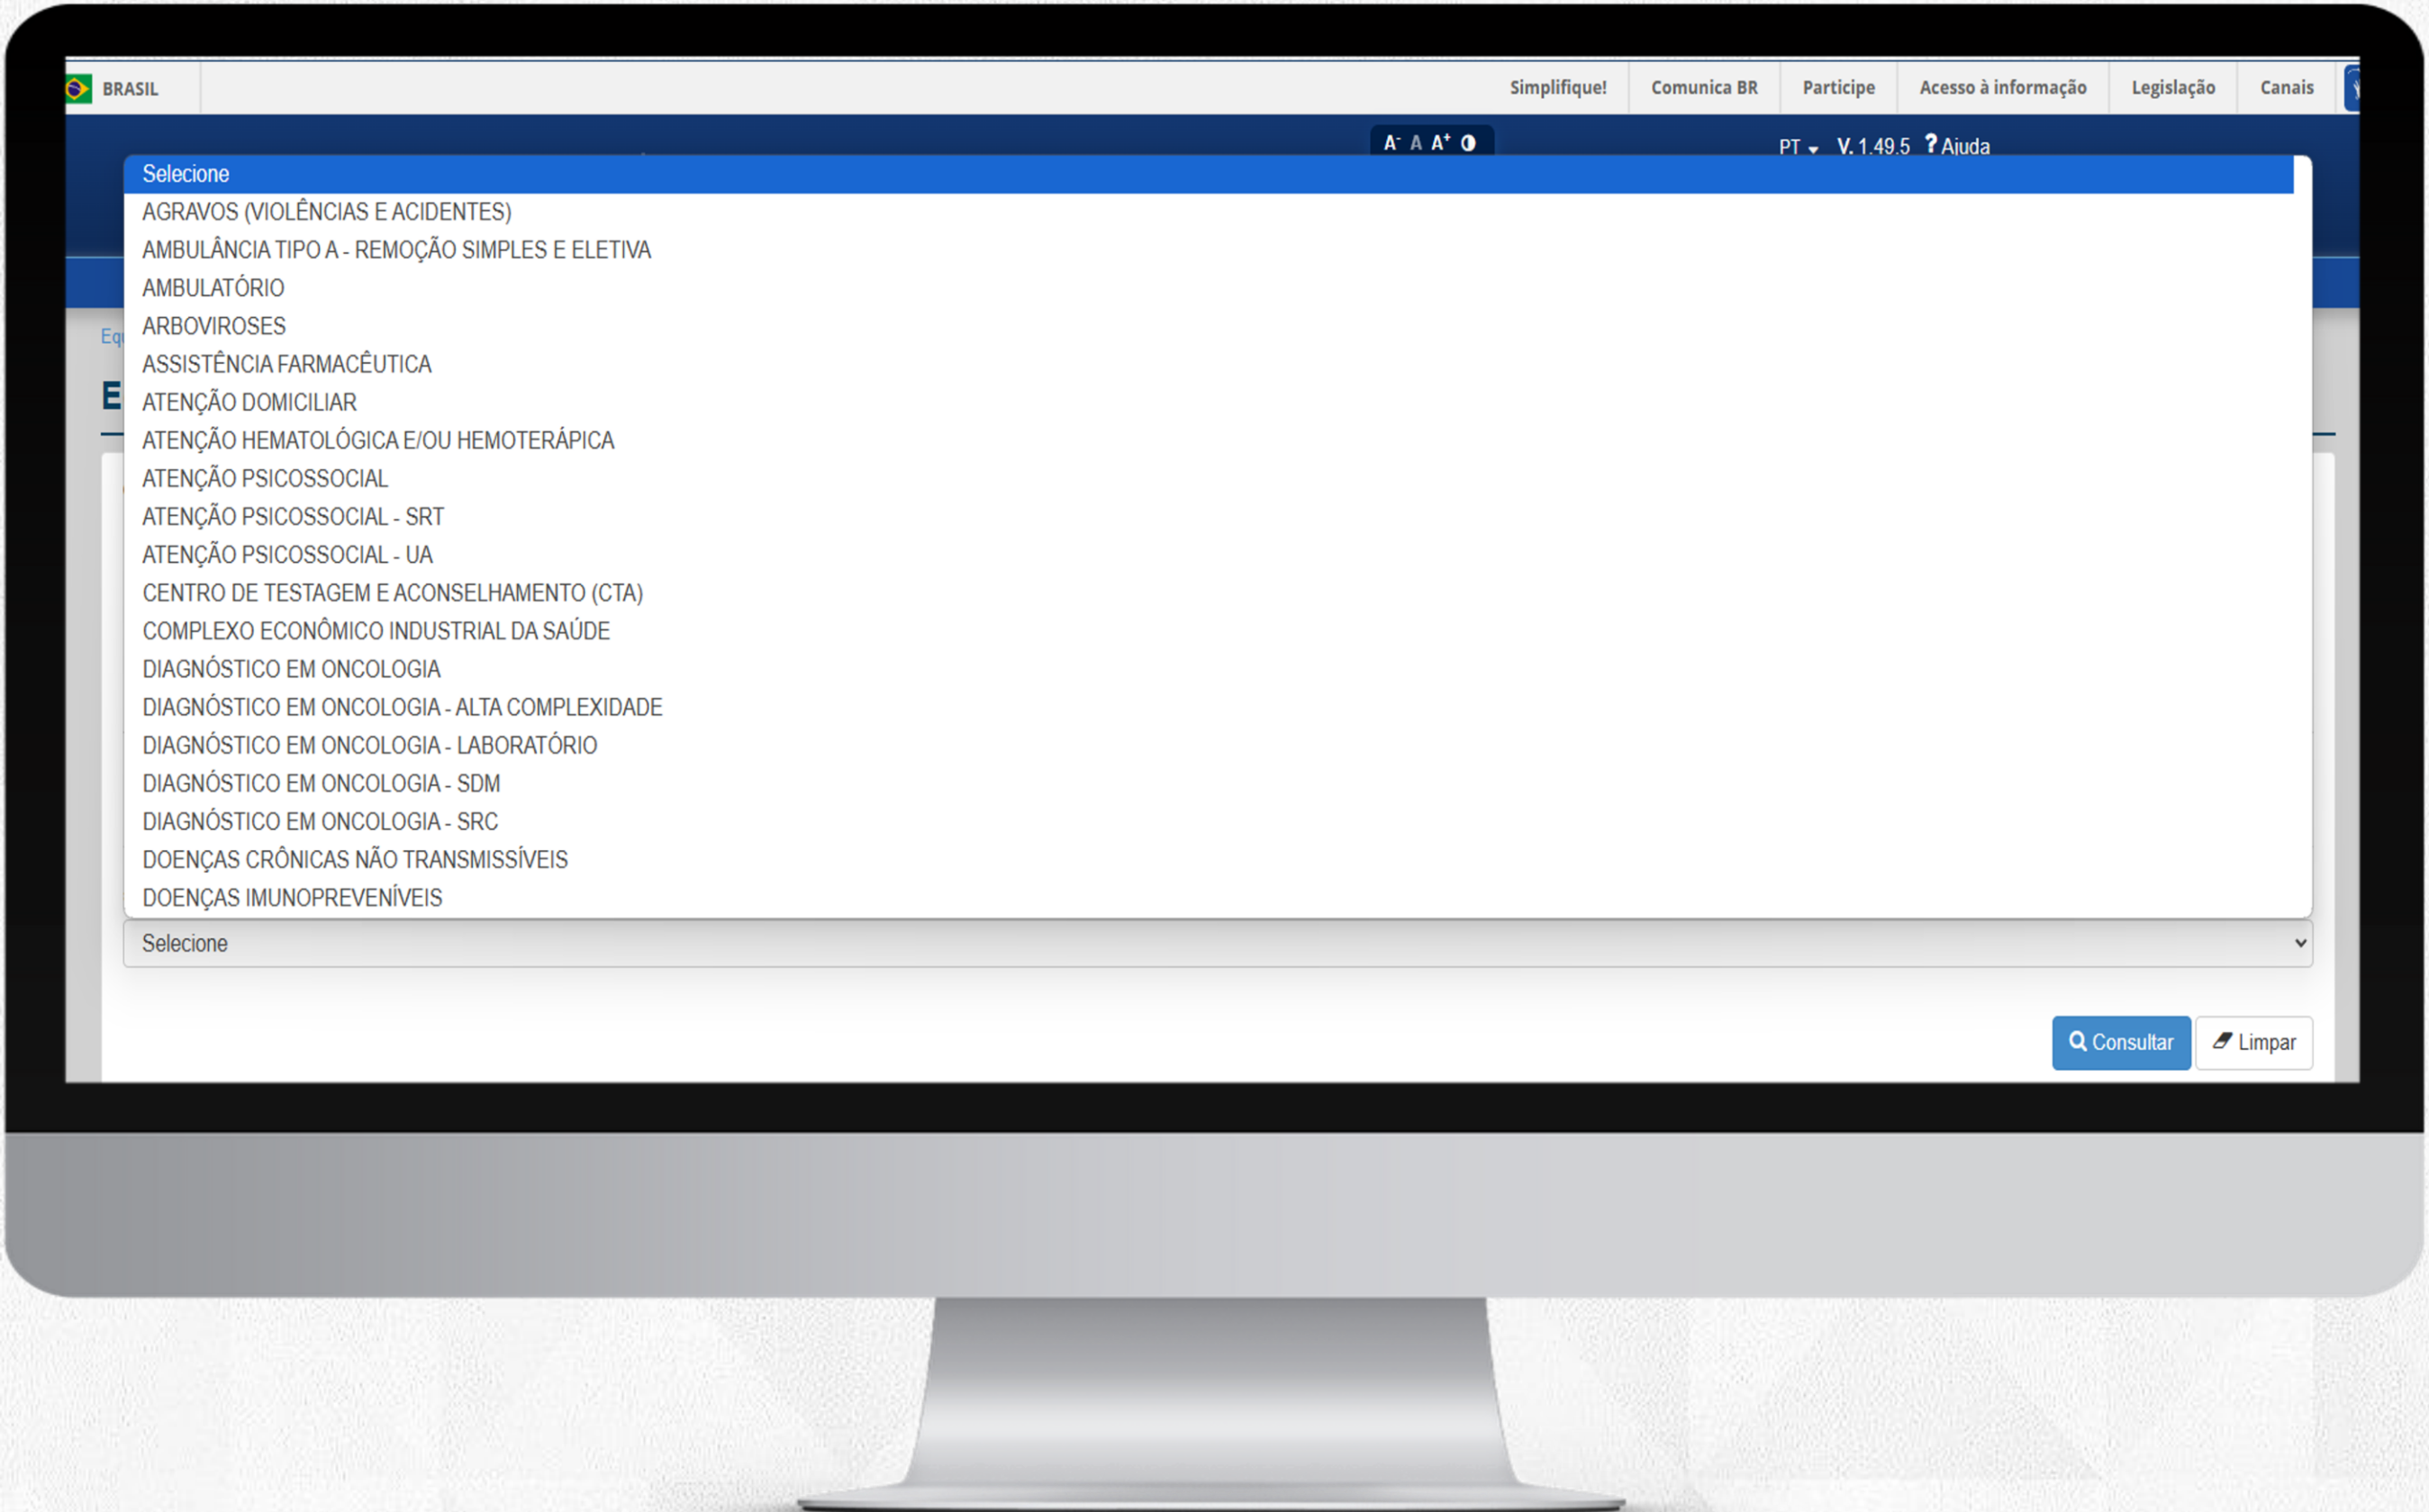 BRASIL Simplifique! Comunica BR Participe Acesso à informação Legislação Canais
A- A A+ PT V. 1.49.5 ? Ajuda
Selecione
AGRAVOS (VIOLÊNCIAS E ACIDENTES)
AMBULÂNCIA TIPO A - REMOÇÃO SIMPLES E ELETIVA
AMBULATÓRIO
ARBOVIROSES
ASSISTÊNCIA FARMACÊUTICA
ATENÇÃO DOMICILIAR
ATENÇÃO HEMATOLÓGICA E/OU HEMOTERÁPICA
ATENÇÃO PSICOSSOCIAL
ATENÇÃO PSICOSSOCIAL - SRT
ATENÇÃO PSICOSSOCIAL - UA
CENTRO DE TESTAGEM E ACONSELHAMENTO (CTA)
COMPLEXO ECONÔMICO INDUSTRIAL DA SAÚDE
DIAGNÓSTICO EM ONCOLOGIA
DIAGNÓSTICO EM ONCOLOGIA - ALTA COMPLEXIDADE
DIAGNÓSTICO EM ONCOLOGIA - LABORATÓRIO
DIAGNÓSTICO EM ONCOLOGIA - SDM
DIAGNÓSTICO EM ONCOLOGIA - SRC
DOENÇAS CRÔNICAS NÃO TRANSMISSÍVEIS
DOENÇAS IMUNOPREVENÍVEIS
Selecione
Consultar Limpar